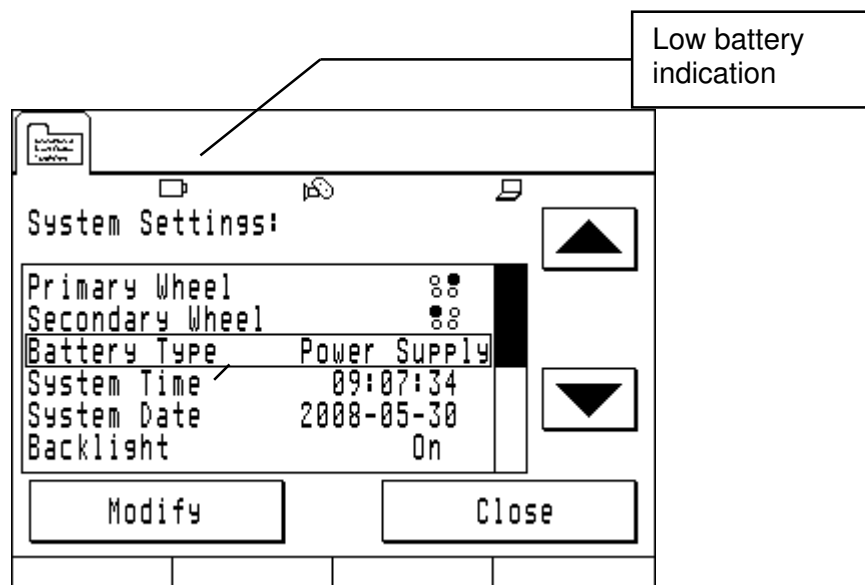 Low battery
indication
System Settings:
Primary Wheel
Secondary Wheel
Battery Type Power Supply
System Time 09:07:34
System Date 2008-05-30
Backlight On
Modify Close